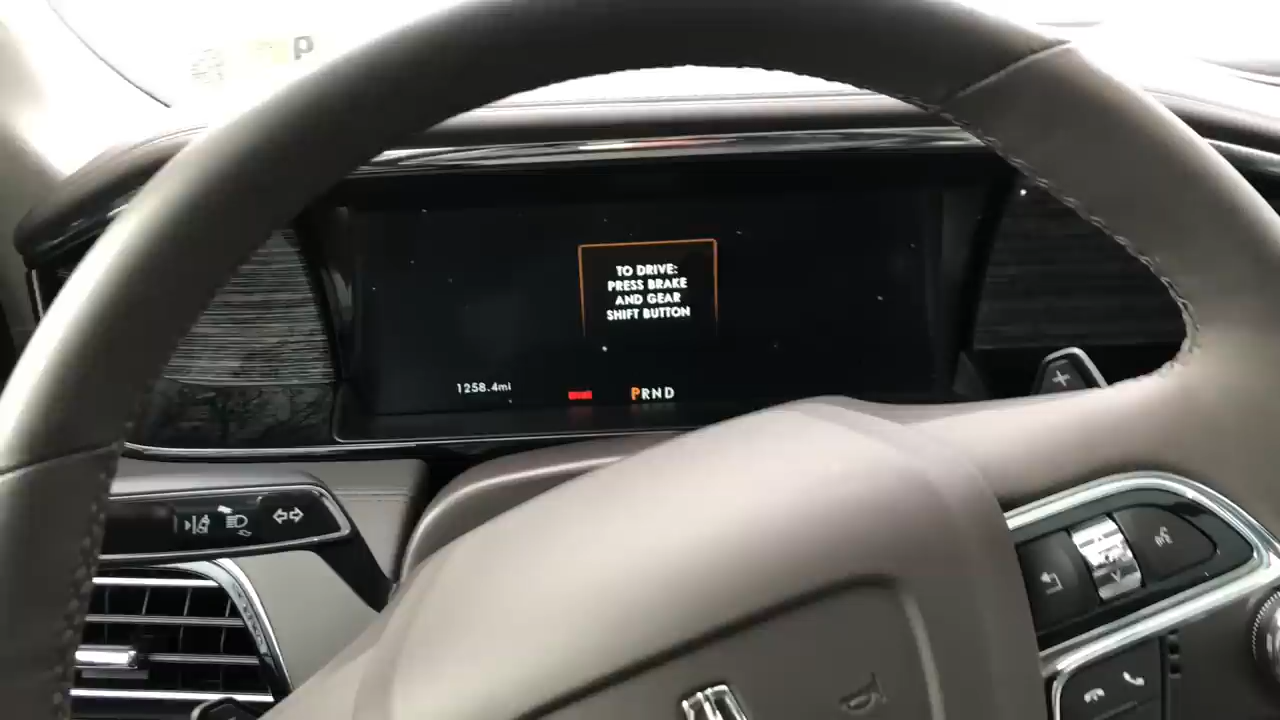 TO DRIVE:
PRESS BRAKE
AND GEAR
SHIFT BUTTON
1258.4mi
PRND